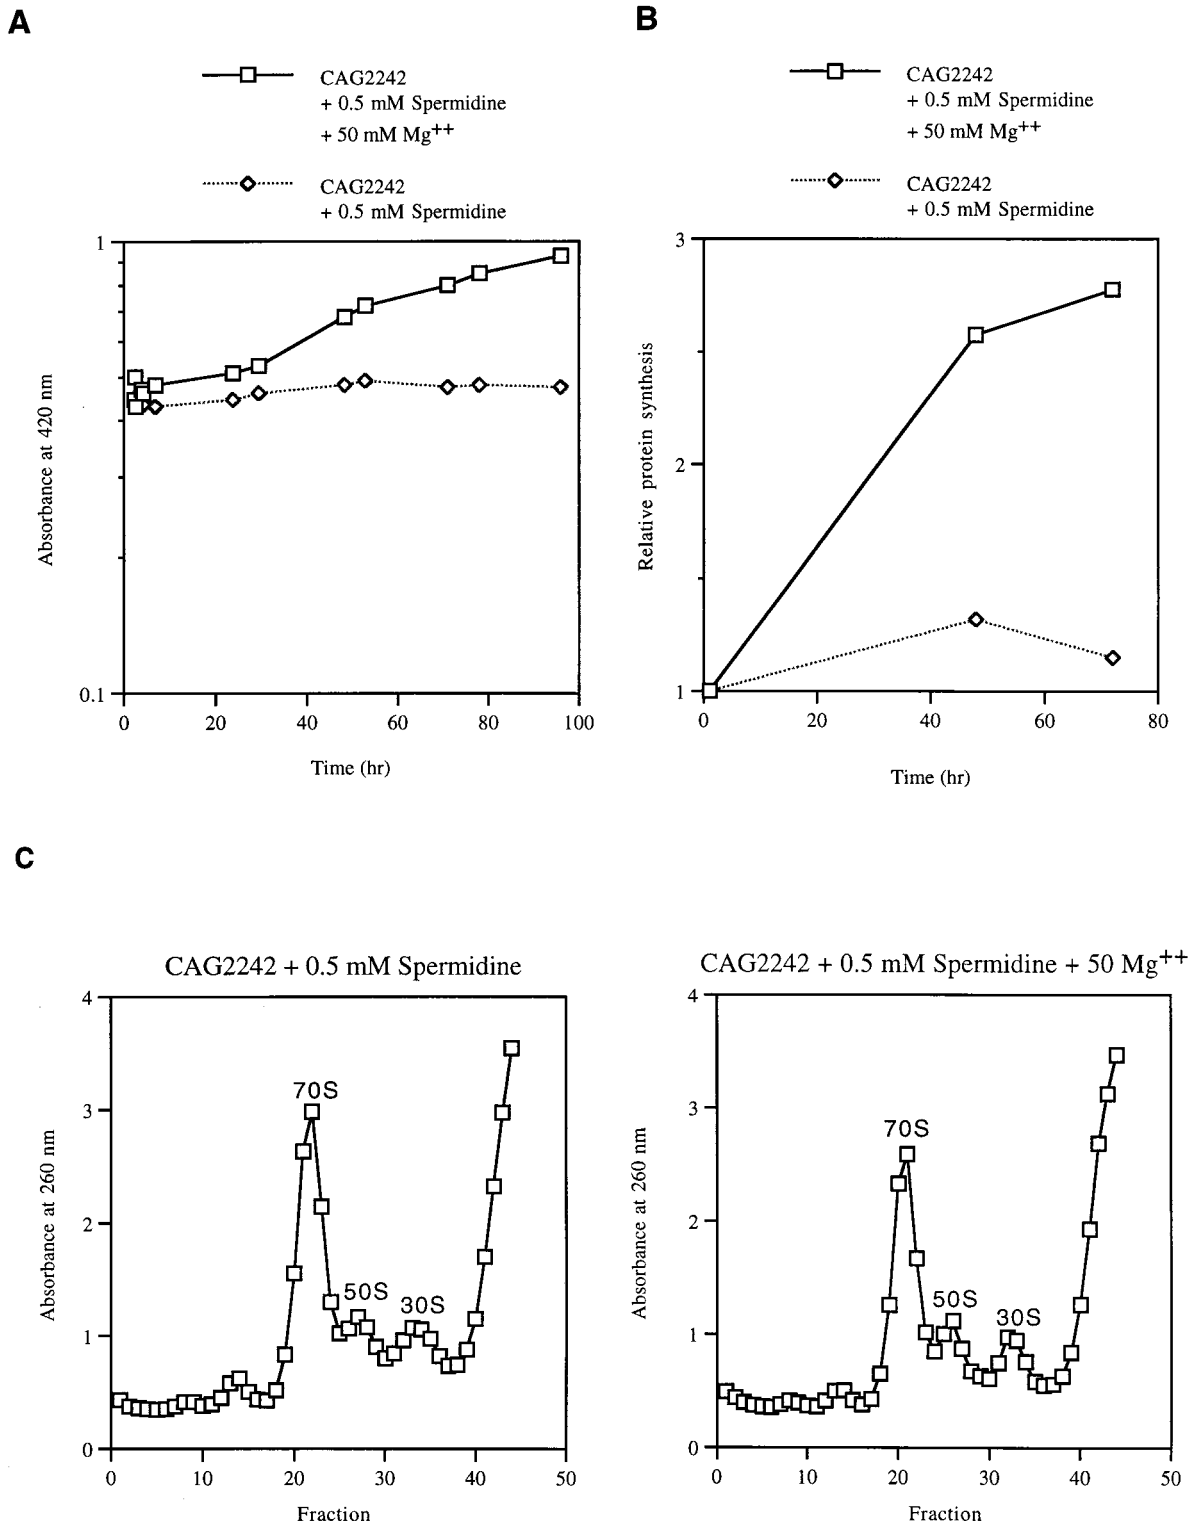 A
CAG2242
+ 0.5 mM Spermidine
+ 50 mM Mg++
CAG2242
+ 0.5 mM Spermidine
1
0.1
Absorbance at 420 nm
0 20 40 60 80 100
Time (hr)
B
CAG2242
+ 0.5 mM Spermidine
+ 50 mM Mg++
CAG2242
+ 0.5 mM Spermidine
3
2
1
Relative protein synthesis
0 20 40 60 80
Time (hr)
C
CAG2242 + 0.5 mM Spermidine
4
3
2
1
0
Absorbance at 260 nm
70S
50S
30S
0 10 20 30 40 50
Fraction
CAG2242 + 0.5 mM Spermidine + 50 Mg++
4
3
2
1
0
Absorbance at 260 nm
70S
50S
30S
0 10 20 30 40 50
Fraction